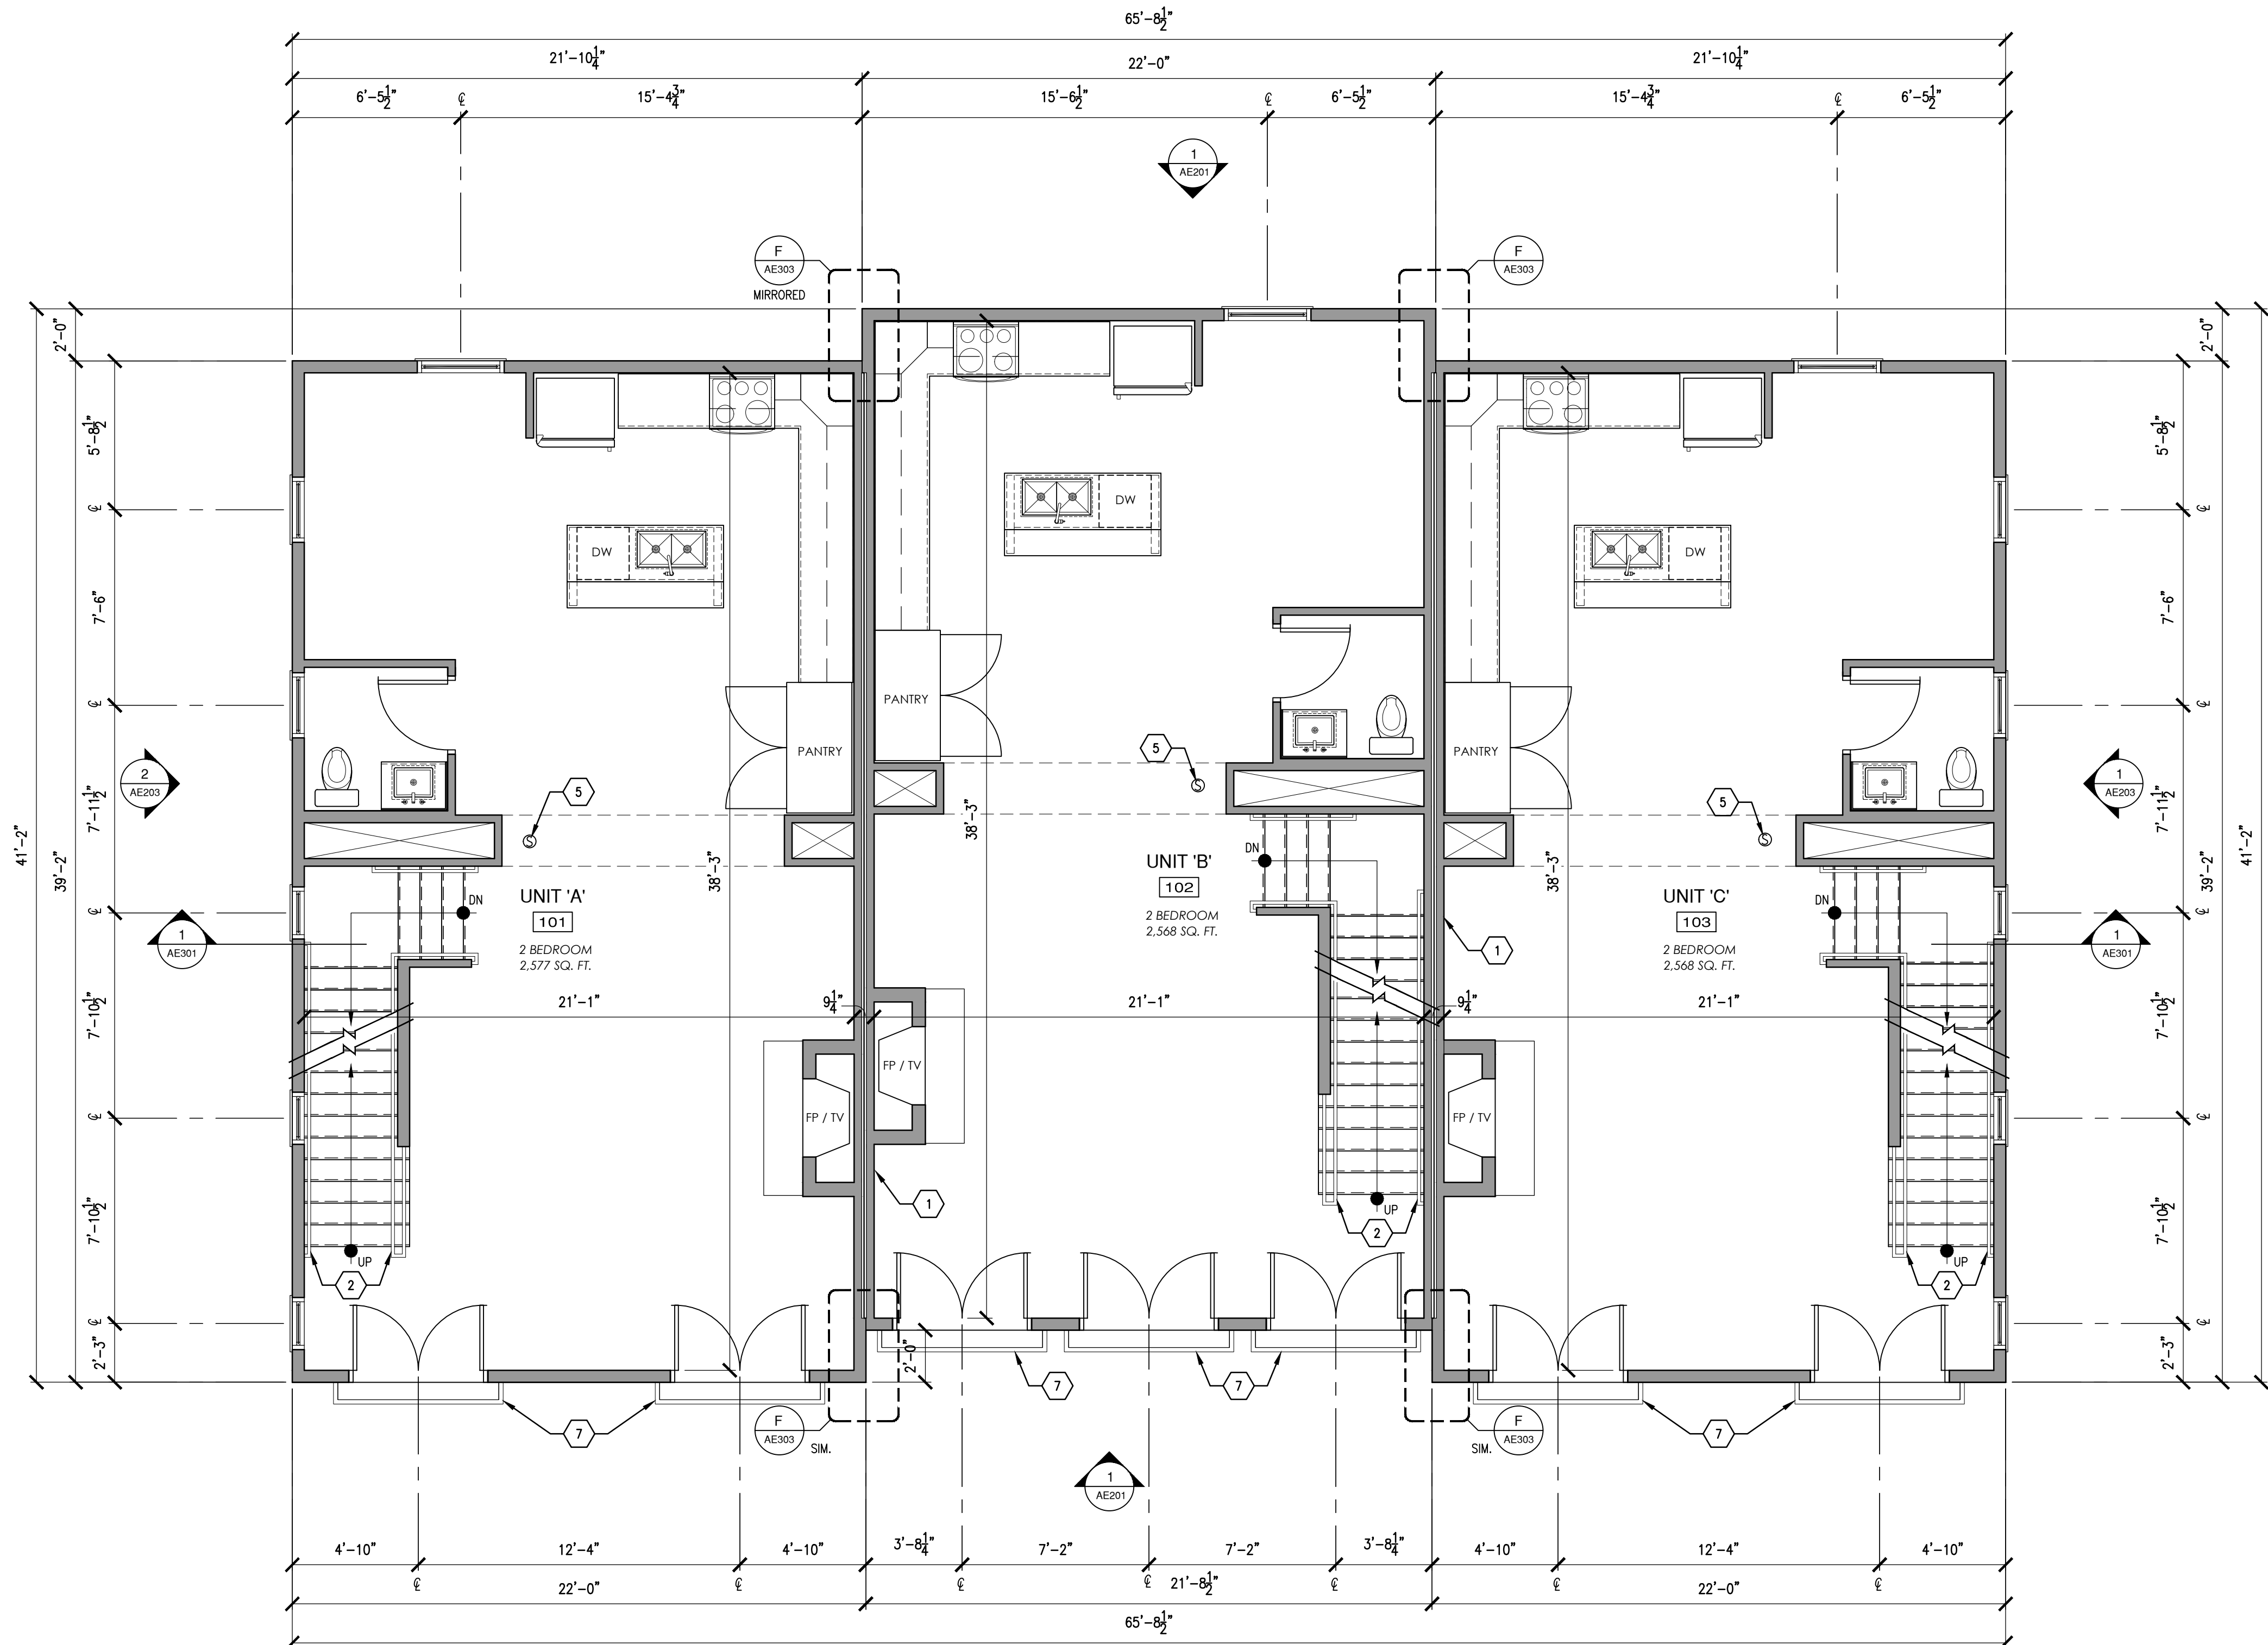 65'-8 1/2"
21'-10 1/4"
22'-0"
21'-10 1/4"
6'-5 1/2"
℄
15'-4 3/4"
15'-6 1/2"
℄
6'-5 1/2"
15'-4 3/4"
℄
6'-5 1/2"
1
AE201
F
AE303
MIRRORED
F
AE303
2'-0"
2'-0"
5'-8 1/2"
5'-8 1/2"
℄
DW
DW
DW
℄
7'-6"
7'-6"
℄
PANTRY
PANTRY
PANTRY
℄
2
AE203
5
5
5
1
AE203
7'-11 1/2"
7'-11 1/2"
41'-2"
39'-2"
38'-3"
38'-3"
38'-3"
39'-2"
41'-2"
S
S
S
℄
DN
DN
DN
℄
UNIT 'A'
101
2 BEDROOM
2,577 SQ. FT.
UNIT 'B'
102
2 BEDROOM
2,568 SQ. FT.
UNIT 'C'
103
2 BEDROOM
2,568 SQ. FT.
1
AE301
1
1
AE301
7'-10 1/2"
21'-1"
9 1/4"
21'-1"
9 1/4"
21'-1"
7'-10 1/2"
℄
FP / TV
FP / TV
FP / TV
℄
1
7'-10 1/2"
UP
2
UP
2
UP
2
7'-10 1/2"
℄
℄
2'-3"
2'-0"
2'-3"
7
7
7
7
F
AE303
SIM.
SIM.
F
AE303
1
AE201
4'-10"
12'-4"
4'-10"
3'-8 1/4"
7'-2"
7'-2"
3'-8 1/4"
4'-10"
12'-4"
4'-10"
℄
℄
℄
℄
℄
℄
℄
22'-0"
21'-8 1/2"
22'-0"
65'-8 1/2"